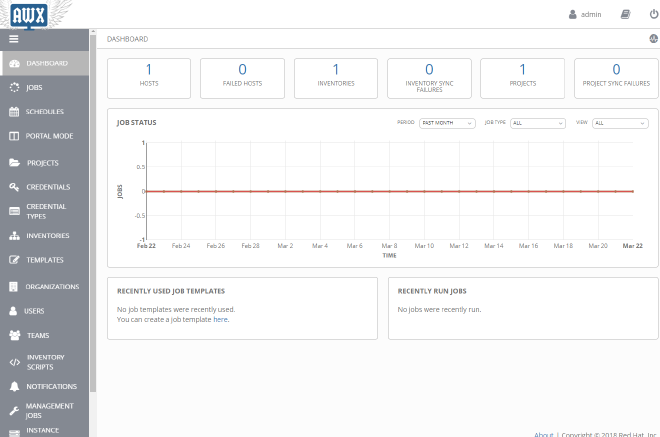 AWX
admin
DASHBOARD
DASHBOARD
JOBS
SCHEDULES
PORTAL MODE
PROJECTS
CREDENTIALS
CREDENTIAL
TYPES
INVENTORIES
TEMPLATES
ORGANIZATIONS
USERS
TEAMS
INVENTORY
SCRIPTS
NOTIFICATIONS
MANAGEMENT
JOBS
INSTANCE
1
HOSTS
0
FAILED HOSTS
1
INVENTORIES
0
INVENTORY SYNC
FAILURES
1
PROJECTS
0
PROJECT SYNC FAILURES
JOB STATUS
PERIOD PAST MONTH JOB TYPE ALL VIEW ALL
1
0.5
0
-0.5
-1
JOBS
Feb 22 Feb 24 Feb 26 Feb 28 Mar 2 Mar 4 Mar 6 Mar 8 Mar 10 Mar 12 Mar 14 Mar 16 Mar 18 Mar 20 Mar 22
TIME
RECENTLY USED JOB TEMPLATES
No job templates were recently used.
You can create a job template here.
RECENTLY RUN JOBS
No jobs were recently run.
About | Copyright © 2018 Red Hat, Inc.